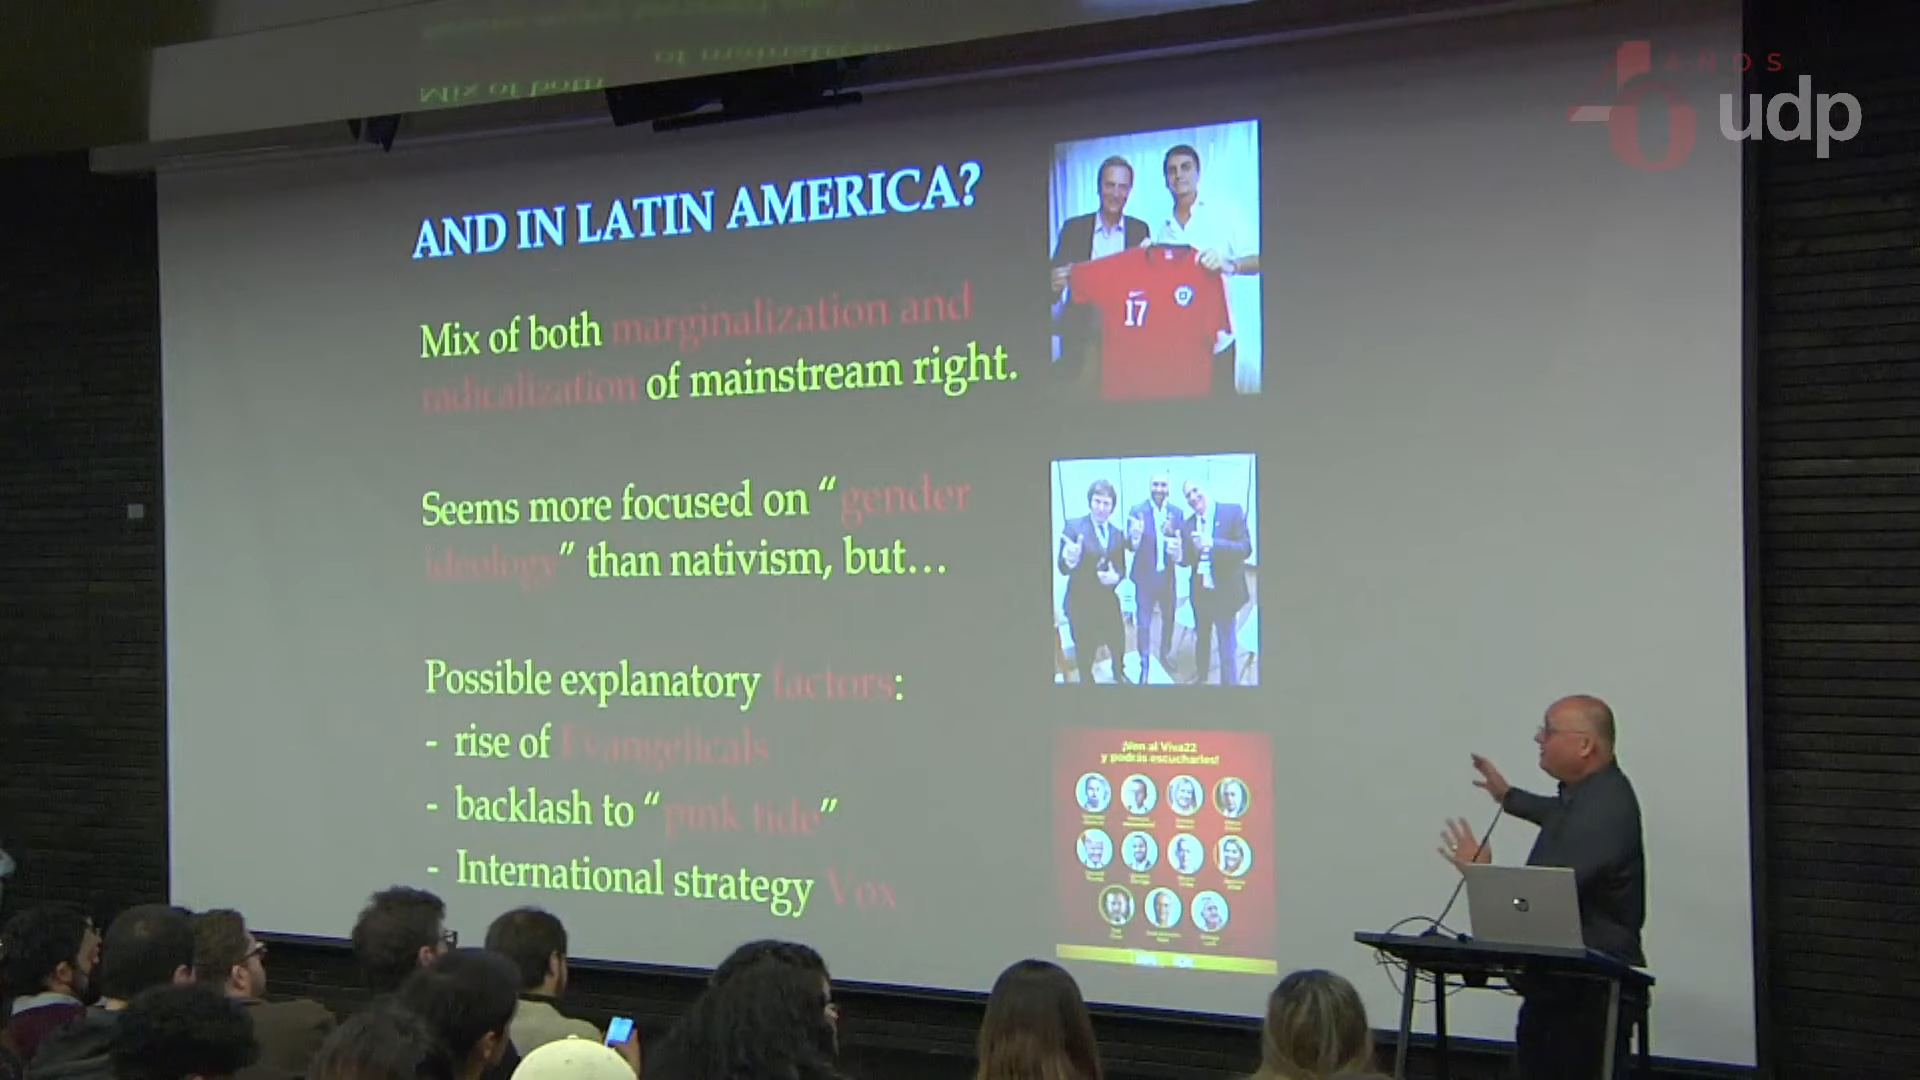 AÑOS
udp
AND IN LATIN AMERICA?
Mix of both marginalization and
radicalization of mainstream right.
Seems more focused on “gender
ideology” than nativism, but...
Possible explanatory factors:
- rise of Evangelicals
- backlash to “pink tide”
- International strategy Vox
17
¡Ven al Viva22
y podrás escucharles!